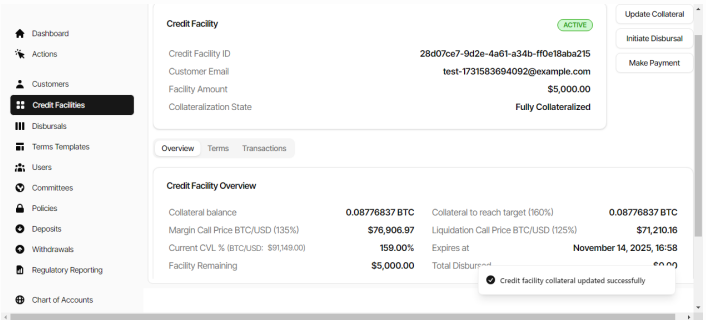 Dashboard
Actions
Customers
Credit Facilities
Disbursals
Terms Templates
Users
Committees
Policies
Deposits
Withdrawals
Regulatory Reporting
Chart of Accounts
Credit Facility
ACTIVE
Credit Facility ID 28d07ce7-9d2e-4a61-a34b-ff0e18aba215
Customer Email test-1731583694092@example.com
Facility Amount $5,000.00
Collateralization State Fully Collateralized
Update Collateral
Initiate Disbursal
Make Payment
Overview Terms Transactions
Credit Facility Overview
Collateral balance 0.08776837 BTC Collateral to reach target (160%) 0.08776837 BTC
Margin Call Price BTC/USD (135%) $76,906.97 Liquidation Call Price BTC/USD (125%) $71,210.16
Current CVL % (BTC/USD: $91,149.00) 159.00% Expires at November 14, 2025, 16:58
Facility Remaining $5,000.00 Total Disbursed $0.00
Credit facility collateral updated successfully